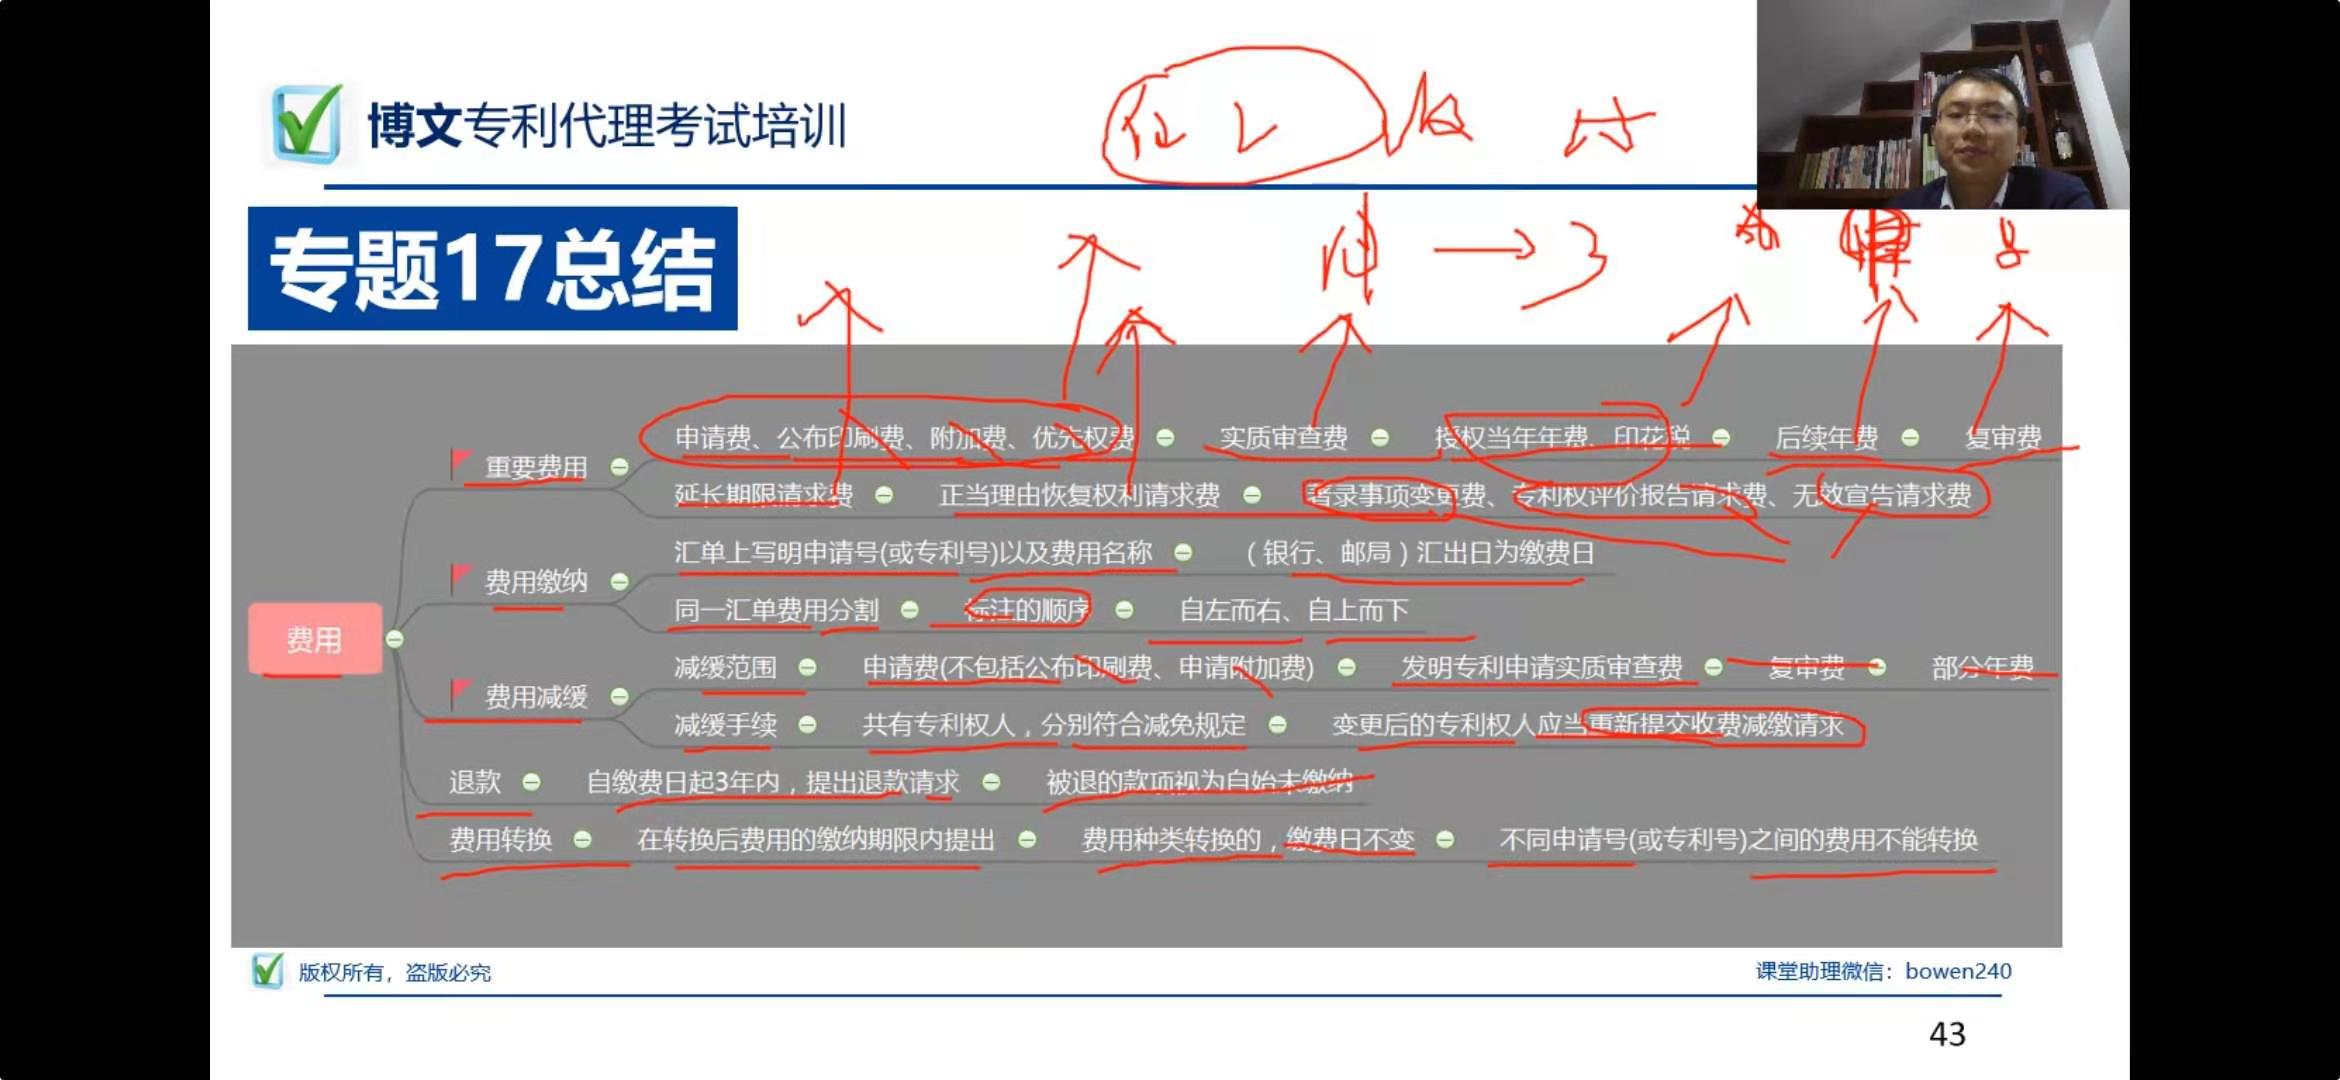 博文专利代理考试培训
专题17总结
申请费、公布印刷费、附加费、优先权费 实质审查费 授权当年年费、印花税 后续年费 复审费
重要费用
延长期限请求费 正当理由恢复权利请求费 著录事项变更费、专利权评价报告请求费、无效宣告请求费
汇单上写明申请号(或专利号)以及费用名称 （银行、邮局）汇出日为缴费日
费用缴纳
同一汇单费用分割 标注的顺序 自左而右、自上而下
费用
减缓范围 申请费(不包括公布印刷费、申请附加费) 发明专利申请实质审查费 复审费 部分年费
费用减缓
减缓手续 共有专利权人，分别符合减免规定 变更后的专利权人应当重新提交收费减缴请求
退款 自缴费日起3年内，提出退款请求 被退的款项视为自始未缴纳
费用转换 在转换后费用的缴纳期限内提出 费用种类转换的，缴费日不变 不同申请号(或专利号)之间的费用不能转换
版权所有，盗版必究
课堂助理微信：bowen240
43